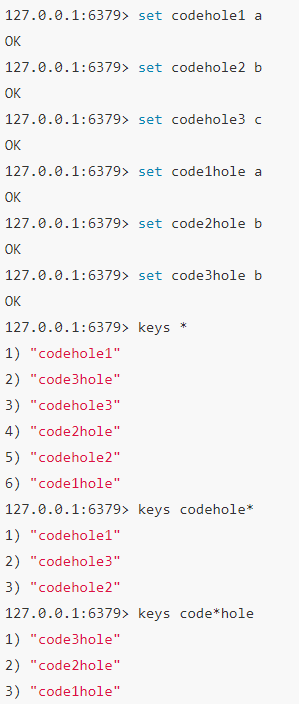 127.0.0.1:6379> set codehole1 a
OK
127.0.0.1:6379> set codehole2 b
OK
127.0.0.1:6379> set codehole3 c
OK
127.0.0.1:6379> set code1hole a
OK
127.0.0.1:6379> set code2hole b
OK
127.0.0.1:6379> set code3hole b
OK
127.0.0.1:6379> keys *
1) "codehole1"
2) "code3hole"
3) "codehole3"
4) "code2hole"
5) "codehole2"
6) "code1hole"
127.0.0.1:6379> keys codehole*
1) "codehole1"
2) "codehole3"
3) "codehole2"
127.0.0.1:6379> keys code*hole
1) "code3hole"
2) "code2hole"
3) "code1hole"